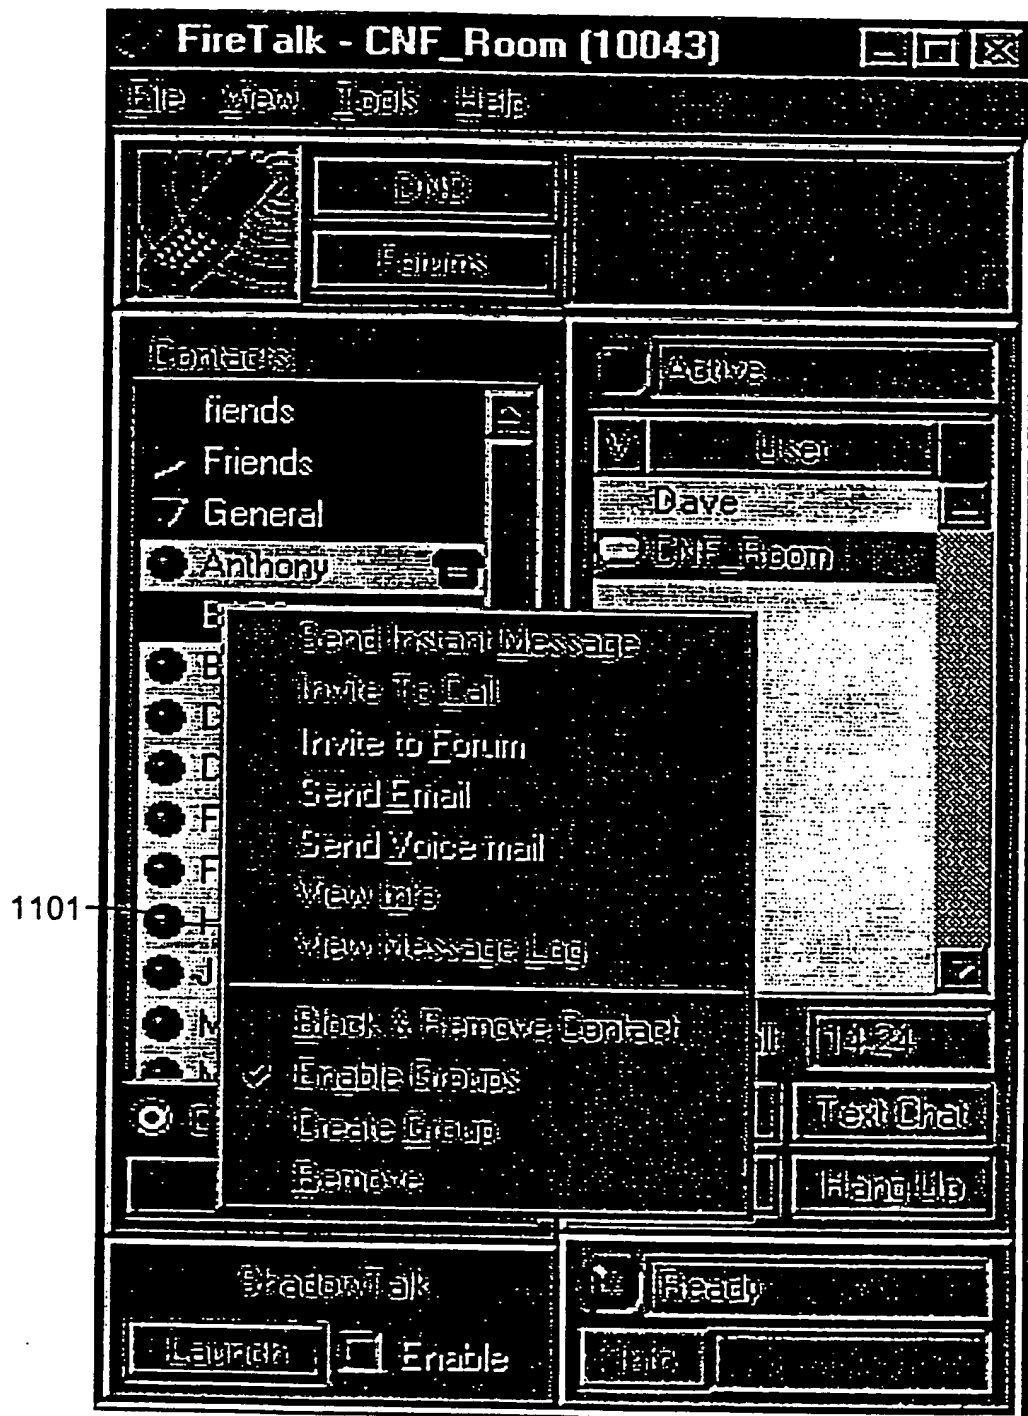 FireTalk - CNF_Room (10043)
File View Tools Help
DND
Forums
Contacts
Active
fiends
Friends
General
Anthony
V User
Dave
CNF_Room
B
B
D
D
F
F
L
J
M
Send Instant Message
Invite To Call
Invite to Forum
Send Email
Send Voice mail
View Info
View Message Log
Block & Remove Contact
Enable Groups
Create Group
Remove
1101
14:24
Text Chat
Hang Up
ShadowTalk
Launch
Enable
Ready